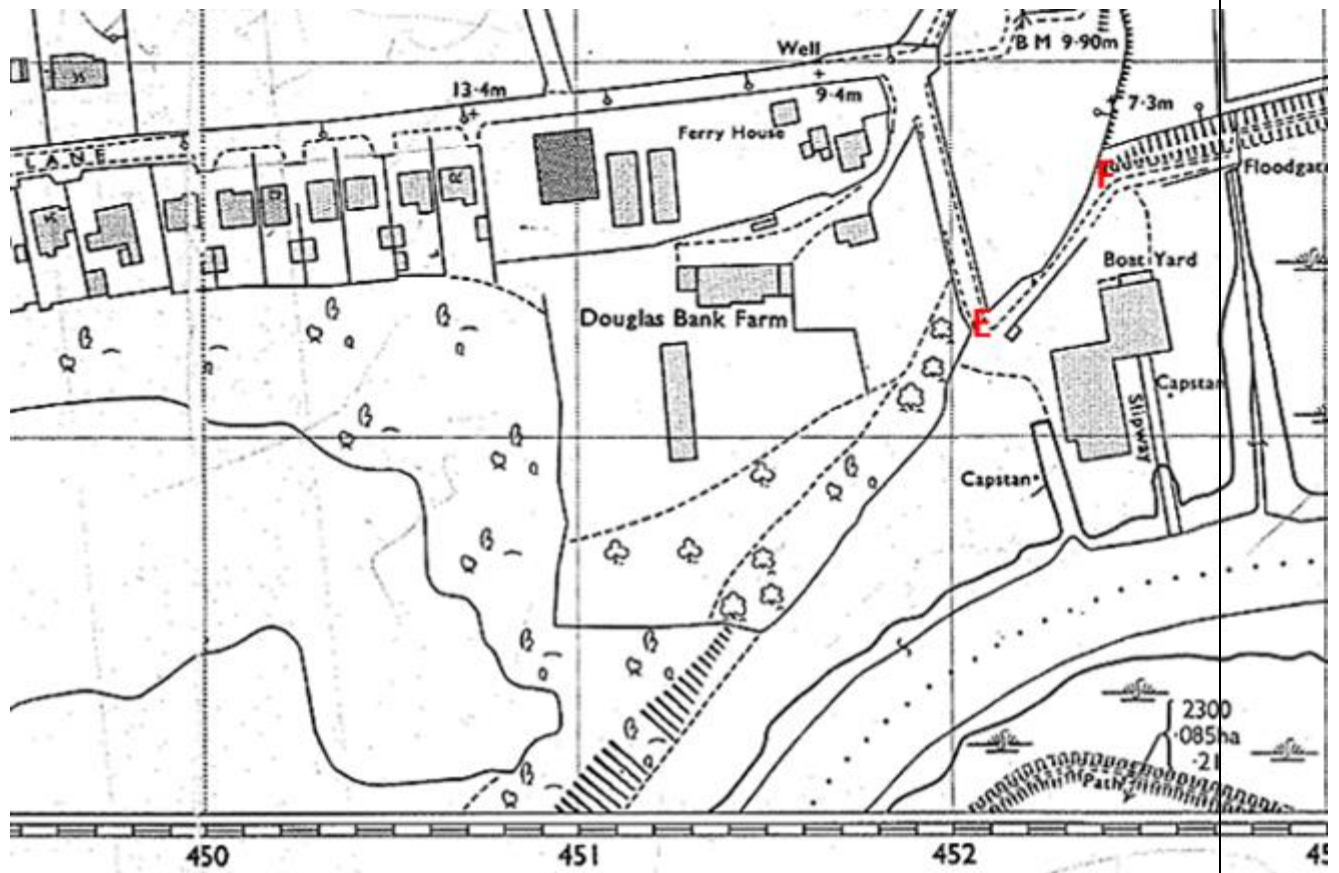 Well
B M 9·90m
13·4m
9·4m
7·3m
LANE
Ferry House
F
Floodgate
Boat Yard
Douglas Bank Farm
E
Capstan
Slipway
Capstan
2300
·085ha
·21
Path
450
451
452
45